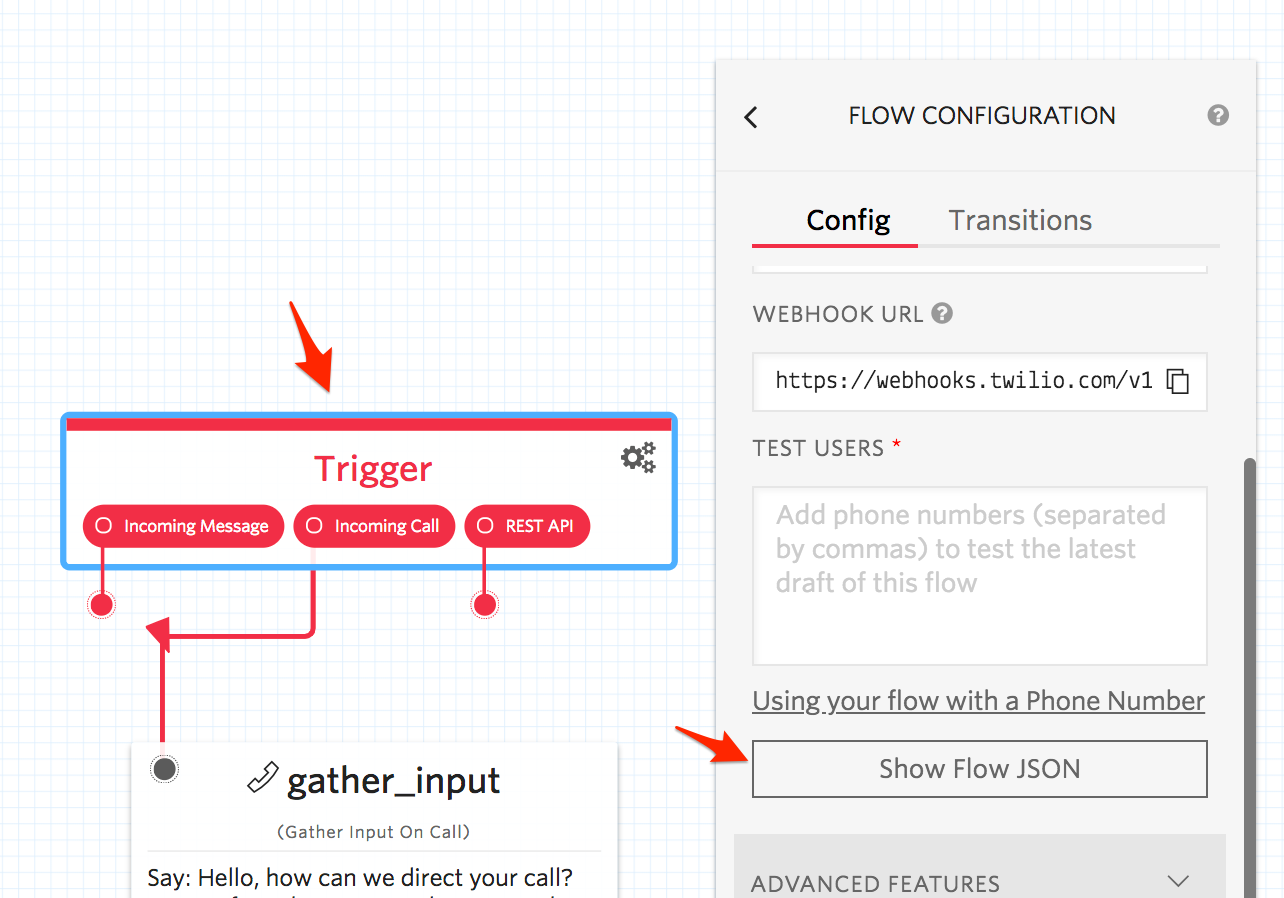 FLOW CONFIGURATION
Config Transitions
WEBHOOK URL
https://webhooks.twilio.com/v1
TEST USERS *
Add phone numbers (separated
by commas) to test the latest
draft of this flow
Using your flow with a Phone Number
Show Flow JSON
ADVANCED FEATURES
Trigger
Incoming Message Incoming Call REST API
gather_input
(Gather Input On Call)
Say: Hello, how can we direct your call?